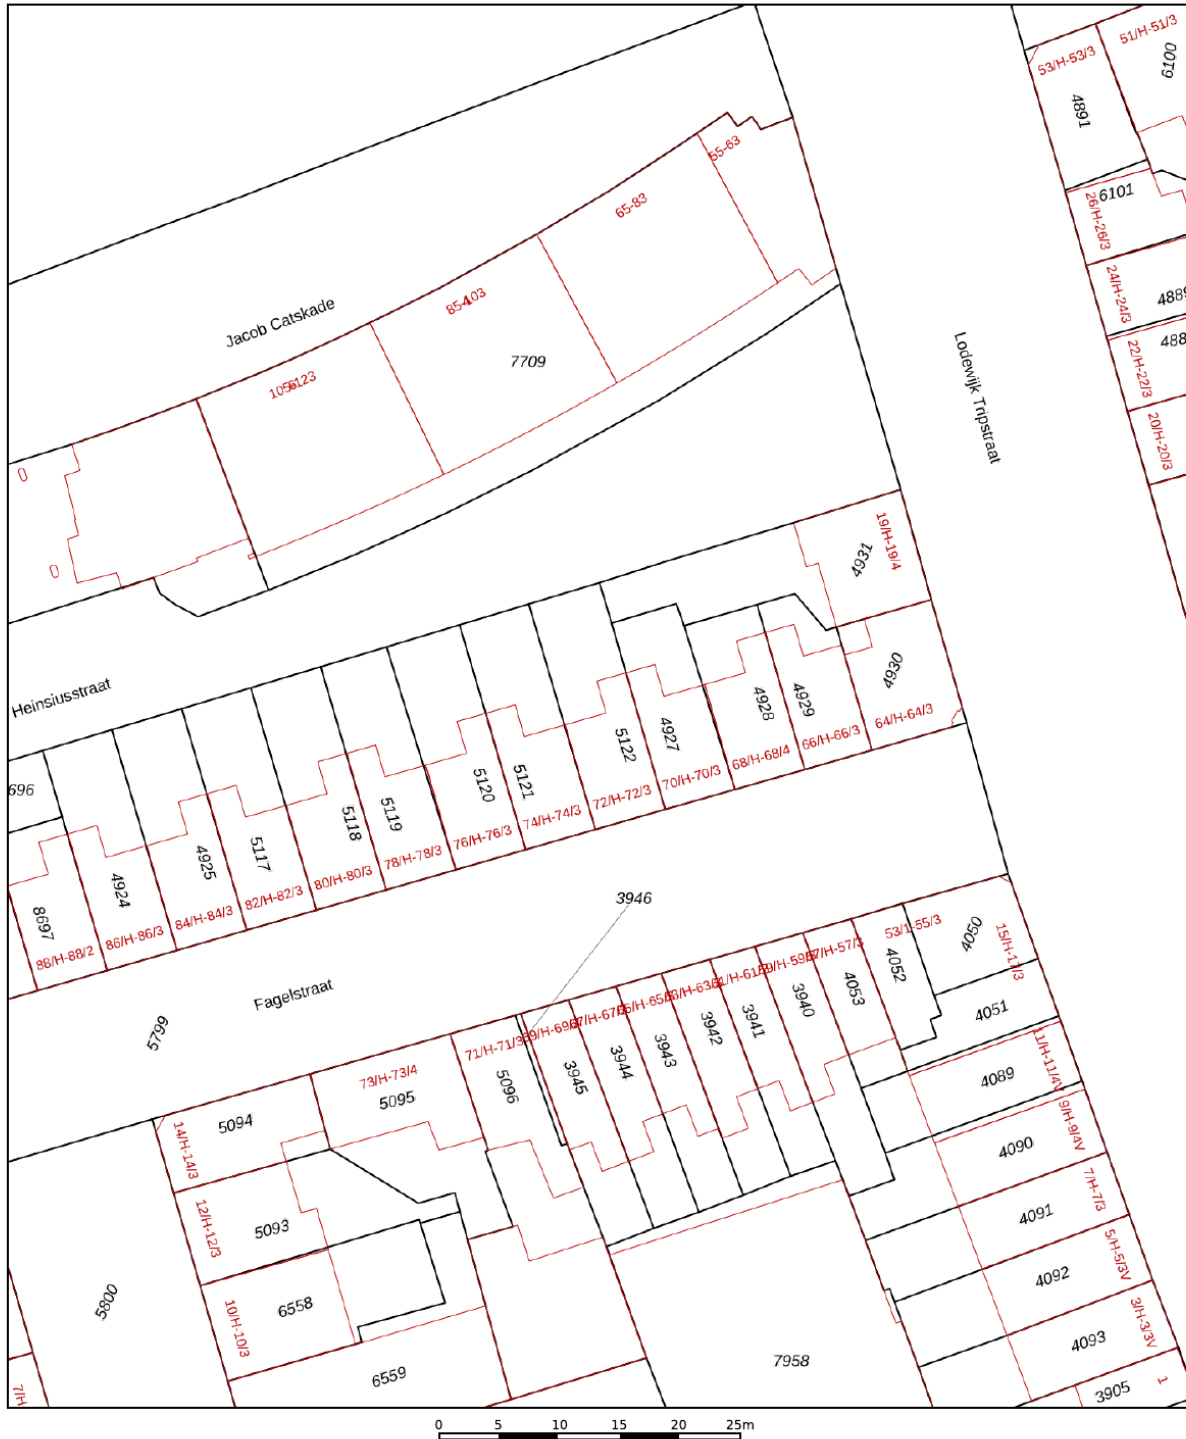 51/H-51/3
6100
53/H-53/3
4891
55-63
6101
26/H-26/3
65-83
24/H-24/3
4889
Jacob Catskade
7709
22/H-22/3
488
Lodewijk Tripstraat
20/H-20/3
19/H-19/4
4931
4930
64/H-64/3
Heinsiusstraat
4928
4929
66/H-66/3
68/H-68/4
4927
70/H-70/3
5122
72/H-72/3
5121
74/H-74/3
5120
76/H-76/3
5119
78/H-78/3
5118
80/H-80/3
5117
82/H-82/3
4925
84/H-84/3
4924
86/H-86/3
8697
88/H-88/2
696
3946
Fagelstraat
5799
53/1-55/3
4050
15/H-17/3
4052
4051
57/H-57/3
4053
3940
3941
3942
3943
3944
3945
71/H-71/3
5096
73/H-73/4
5095
5094
14/H-14/3
4089
11/H-11/4V
4090
9/H-9/4V
4091
7/H-7/3
4092
5/H-5/3V
4093
3/H-3/3V
3905
1
5093
12/H-12/3
5800
6558
10/H-10/3
6559
7958
7/H
0 5 10 15 20 25m